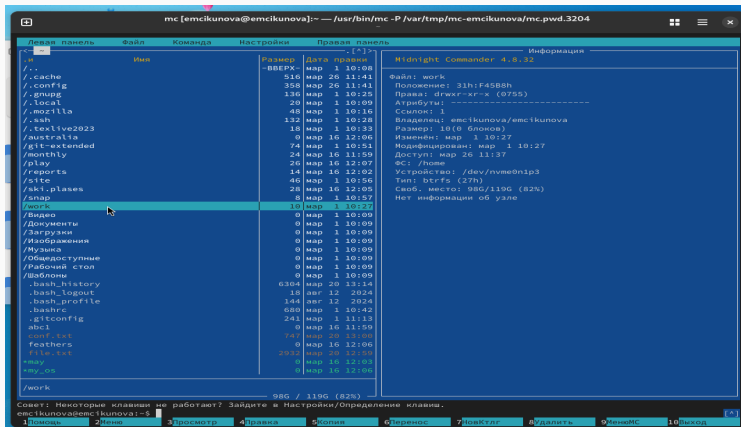 mc [emcikunova@emcikunova]:~ — /usr/bin/mc -P /var/tmp/mc-emcikunova/mc.pwd.3204
~
Левая панель Файл Команда Настройки Правая панель
<- ~ .[^]>
.и Имя Размер Дата правки
/.. -ВВЕРХ- мар 1 10:08
/.cache 516 мар 26 11:41
/.config 358 мар 26 11:41
/.gnupg 136 мар 1 10:25
/.local 20 мар 1 10:09
/.mozilla 48 мар 1 10:16
/.ssh 132 мар 1 10:28
/.texlive2023 18 мар 1 10:33
/australia 0 мар 16 12:06
/git-extended 74 мар 1 10:51
/monthly 24 мар 16 11:59
/play 26 мар 16 12:07
/reports 14 мар 16 12:02
/site 46 мар 1 10:56
/ski.plases 28 мар 16 12:05
/snap 8 мар 1 10:57
/work 10 мар 1 10:27
/Видео 0 мар 1 10:09
/Документы 0 мар 1 10:09
/Загрузки 0 мар 1 10:09
/Изображения 0 мар 1 10:09
/Музыка 0 мар 1 10:09
/Общедоступные 0 мар 1 10:09
/Рабочий стол 0 мар 1 10:09
/Шаблоны 0 мар 1 10:09
.bash_history 6304 мар 20 13:14
.bash_logout 18 авг 12 2024
.bash_profile 144 авг 12 2024
.bashrc 680 мар 1 10:42
.gitconfig 241 мар 1 11:13
abc1 0 мар 16 11:59
conf.txt 747 мар 20 13:00
feathers 0 мар 16 12:06
file.txt 2932 мар 20 12:59
*may 0 мар 16 12:03
*my_os 0 мар 16 12:06
/work
98G / 119G (82%)
Информация
Midnight Commander 4.8.32
Файл: work
Положение: 31h:F45B8h
Права: drwxr-xr-x (0755)
Атрибуты: ----------------------
Ссылок: 1
Владелец: emcikunova/emcikunova
Размер: 10(0 блоков)
Изменён: мар 1 10:27
Модифицирован: мар 1 10:27
Доступ: мар 26 11:37
ФС: /home
Устройство: /dev/nvme0n1p3
Тип: btrfs (27h)
Своб. место: 98G/119G (82%)
Нет информации об узле
Совет: Некоторые клавиши не работают? Зайдите в Настройки/Определение клавиш.
emcikunova@emcikunova:~$ [^]
1Помощь 2Меню 3Просмотр 4Правка 5Копия 6Перенос 7НовКтлг 8Удалить 9МенюМС 10Выход